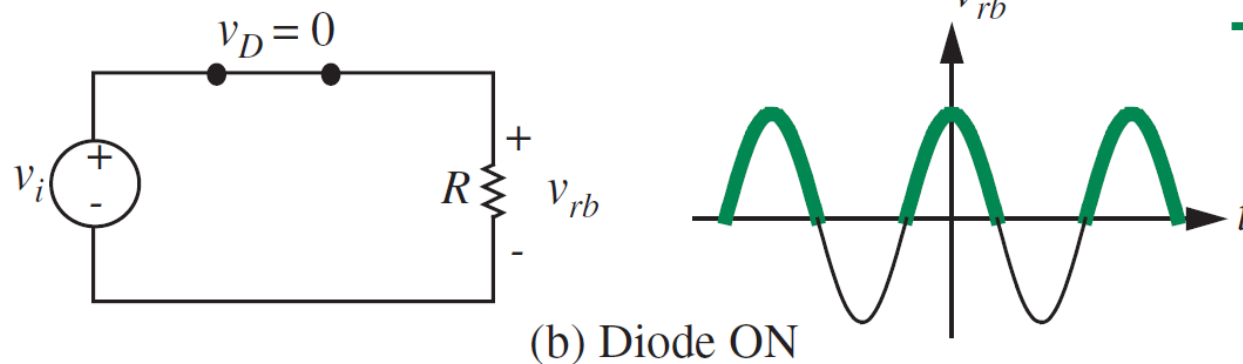 v_D = 0
v_rb
v_i
+
-
R
+
v_rb
-
t
(b) Diode ON